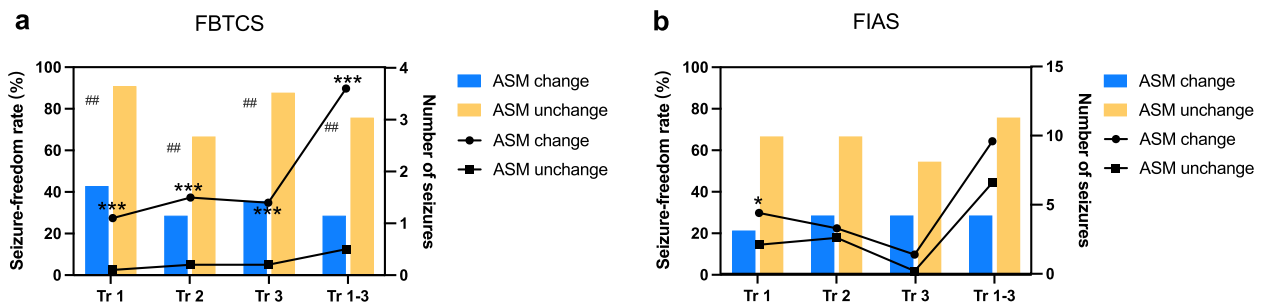 a
FBTCS
Seizure-freedom rate (%)
100
80
60
40
20
0
##
***
##
***
##
***
##
***
Tr 1
Tr 2
Tr 3
Tr 1-3
4
3
2
1
0
Number of seizures
ASM change
ASM unchange
ASM change
ASM unchange
b
FIAS
Seizure-freedom rate (%)
100
80
60
40
20
0
*
Tr 1
Tr 2
Tr 3
Tr 1-3
15
10
5
0
Number of seizures
ASM change
ASM unchange
ASM change
ASM unchange